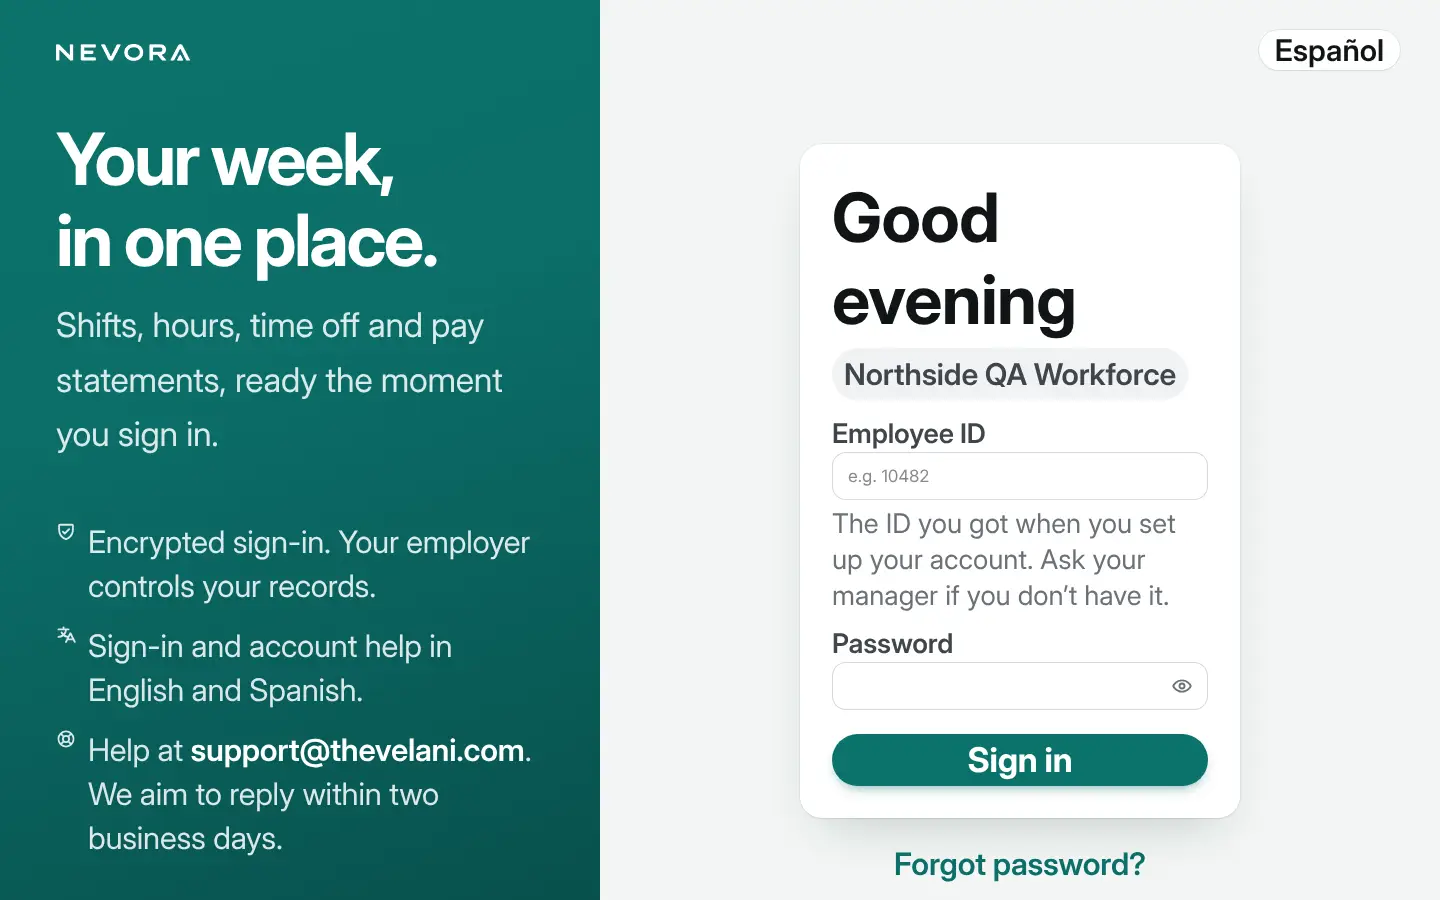 NEVORA
Your week,
in one place.
Shifts, hours, time off and pay
statements, ready the moment
you sign in.
Encrypted sign-in. Your employer
controls your records.
Sign-in and account help in
English and Spanish.
Help at support@thevelani.com.
We aim to reply within two
business days.
Español
Good
evening
Northside QA Workforce
Employee ID
e.g. 10482
The ID you got when you set
up your account. Ask your
manager if you don’t have it.
Password
Sign in
Forgot password?